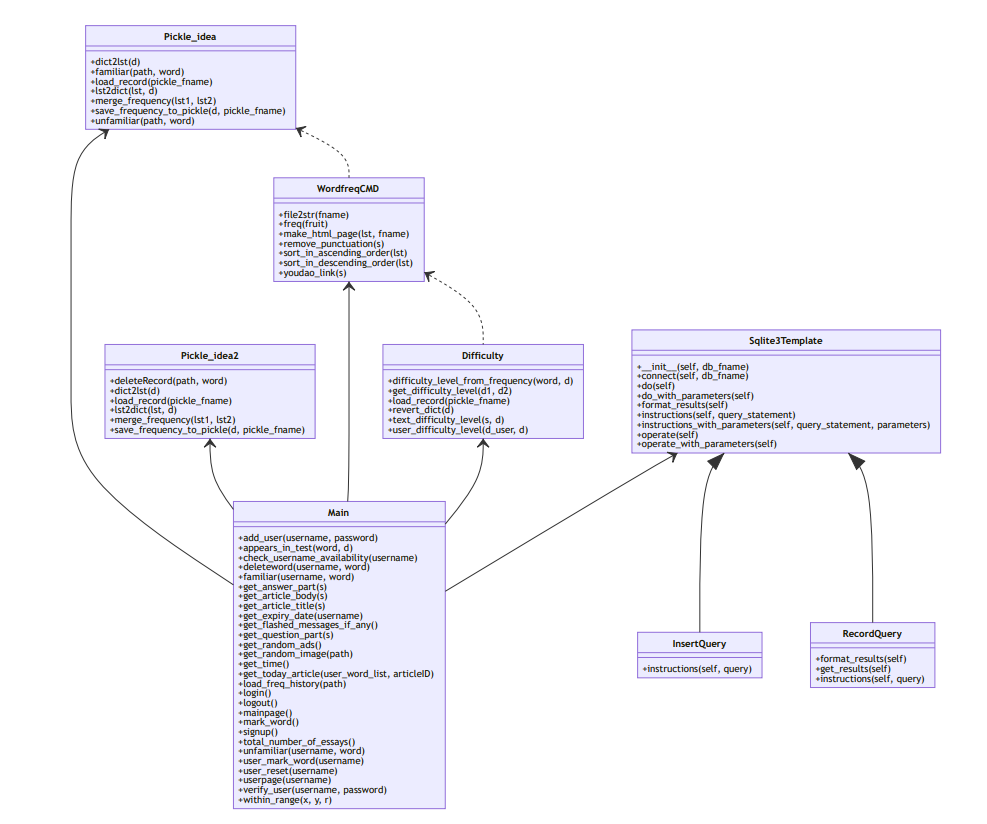 Pickle_idea
+dict2lst(d)
+familiar(path, word)
+load_record(pickle_fname)
+lst2dict(lst, d)
+merge_frequency(lst1, lst2)
+save_frequency_to_pickle(d, pickle_fname)
+unfamiliar(path, word)
WordfreqCMD
+file2str(fname)
+freq(fruit)
+make_html_page(lst, fname)
+remove_punctuation(s)
+sort_in_ascending_order(lst)
+sort_in_descending_order(lst)
+youdao_link(s)
Pickle_idea2
+deleteRecord(path, word)
+dict2lst(d)
+load_record(pickle_fname)
+lst2dict(lst, d)
+merge_frequency(lst1, lst2)
+save_frequency_to_pickle(d, pickle_fname)
Difficulty
+difficulty_level_from_frequency(word, d)
+get_difficulty_level(d1, d2)
+load_record(pickle_fname)
+revert_dict(d)
+text_difficulty_level(s, d)
+user_difficulty_level(d_user, d)
Sqlite3Template
+__init__(self, db_fname)
+connect(self, db_fname)
+do(self)
+do_with_parameters(self)
+format_results(self)
+instructions(self, query_statement)
+instructions_with_parameters(self, query_statement, parameters)
+operate(self)
+operate_with_parameters(self)
Main
+add_user(username, password)
+appears_in_test(word, d)
+check_username_availability(username)
+deleteword(username, word)
+familiar(username, word)
+get_answer_part(s)
+get_article_body(s)
+get_article_title(s)
+get_expiry_date(username)
+get_flashed_messages_if_any()
+get_question_part(s)
+get_random_ads()
+get_random_image(path)
+get_time()
+get_today_article(user_word_list, articleID)
+load_freq_history(path)
+login()
+logout()
+mainpage()
+mark_word()
+signup()
+total_number_of_essays()
+unfamiliar(username, word)
+user_mark_word(username)
+user_reset(username)
+userpage(username)
+verify_user(username, password)
+within_range(x, y, r)
InsertQuery
+instructions(self, query)
RecordQuery
+format_results(self)
+get_results(self)
+instructions(self, query)